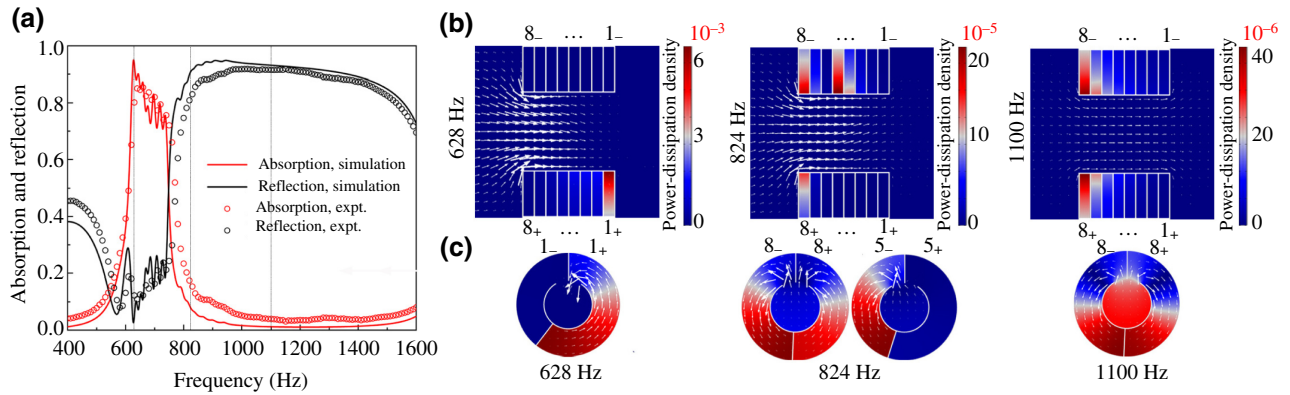 (a)
1.0
0.8
0.6
0.4
0.2
0.0
Absorption and reflection
400
600
800
1000
1200
1400
1600
Frequency (Hz)
Absorption, simulation
Reflection, simulation
Absorption, expt.
Reflection, expt.
(b)
628 Hz
8₋ … 1₋
8₊ … 1₊
10⁻³
6
3
0
Power-dissipation density
824 Hz
8₋ … 1₋
8₊ … 1₊
10⁻⁵
20
10
0
Power-dissipation density
1100 Hz
8₋ … 1₋
8₊ … 1₊
10⁻⁶
40
20
0
Power-dissipation density
(c)
1₋ 1₊
628 Hz
8₋ 8₊ 5₋ 5₊
824 Hz
8₋ 8₊
1100 Hz